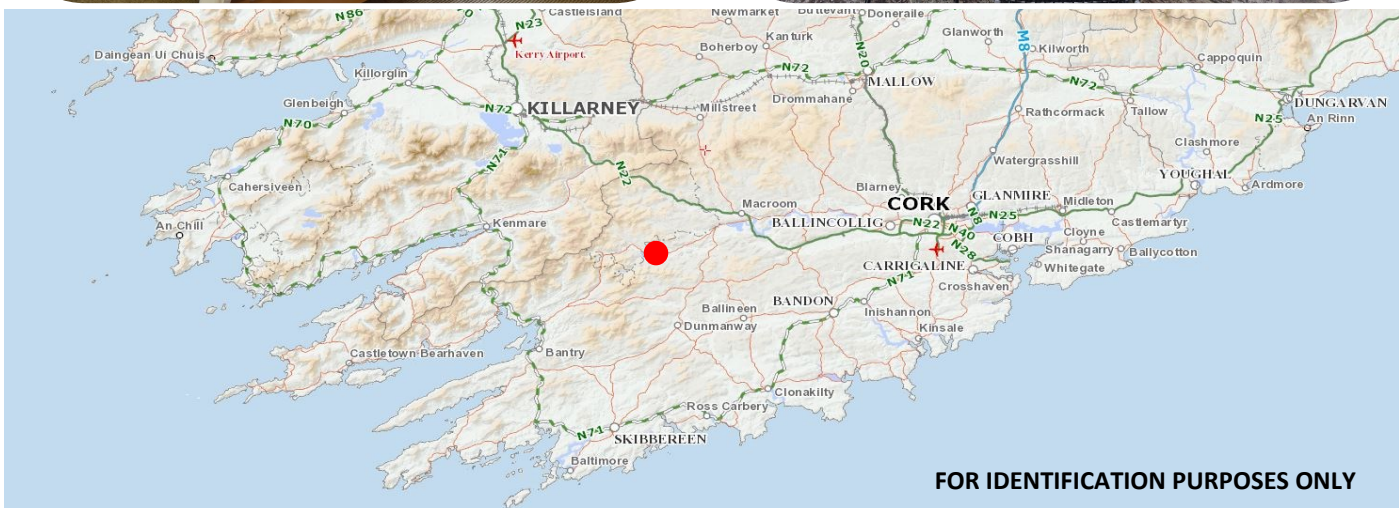 N86
N23
Castleisland
Newmarket
Buttevant
Doneraile
Glanworth
M8
Kilworth
Daingean Ui Chuis
Kerry Airport
Boherboy
Kanturk
N20
Cappoquin
Killorglin
N72
MALLOW
N72
Glenbeigh
N72
KILLARNEY
Millstreet
Drommahane
Rathcormack
Tallow
DUNGARVAN
N25
An Rinn
N70
N71
N22
Clashmore
Watergrasshill
YOUGHAL
Cahersiveen
Blarney
GLANMIRE
Ardmore
An Chill
Kenmare
Macroom
CORK
N8
N25
Midleton
Castlemartyr
BALLINCOLLIG
N22
N40
COBH
Cloyne
N28
Shanagarry
Ballycotton
CARRIGALINE
Whitegate
N71
Crosshaven
BANDON
Ballineen
Inishannon
Dunmanway
Kinsale
Castletown Bearhaven
Bantry
Clonakilty
Ross Carbery
N71
SKIBBEREEN
Baltimore
FOR IDENTIFICATION PURPOSES ONLY